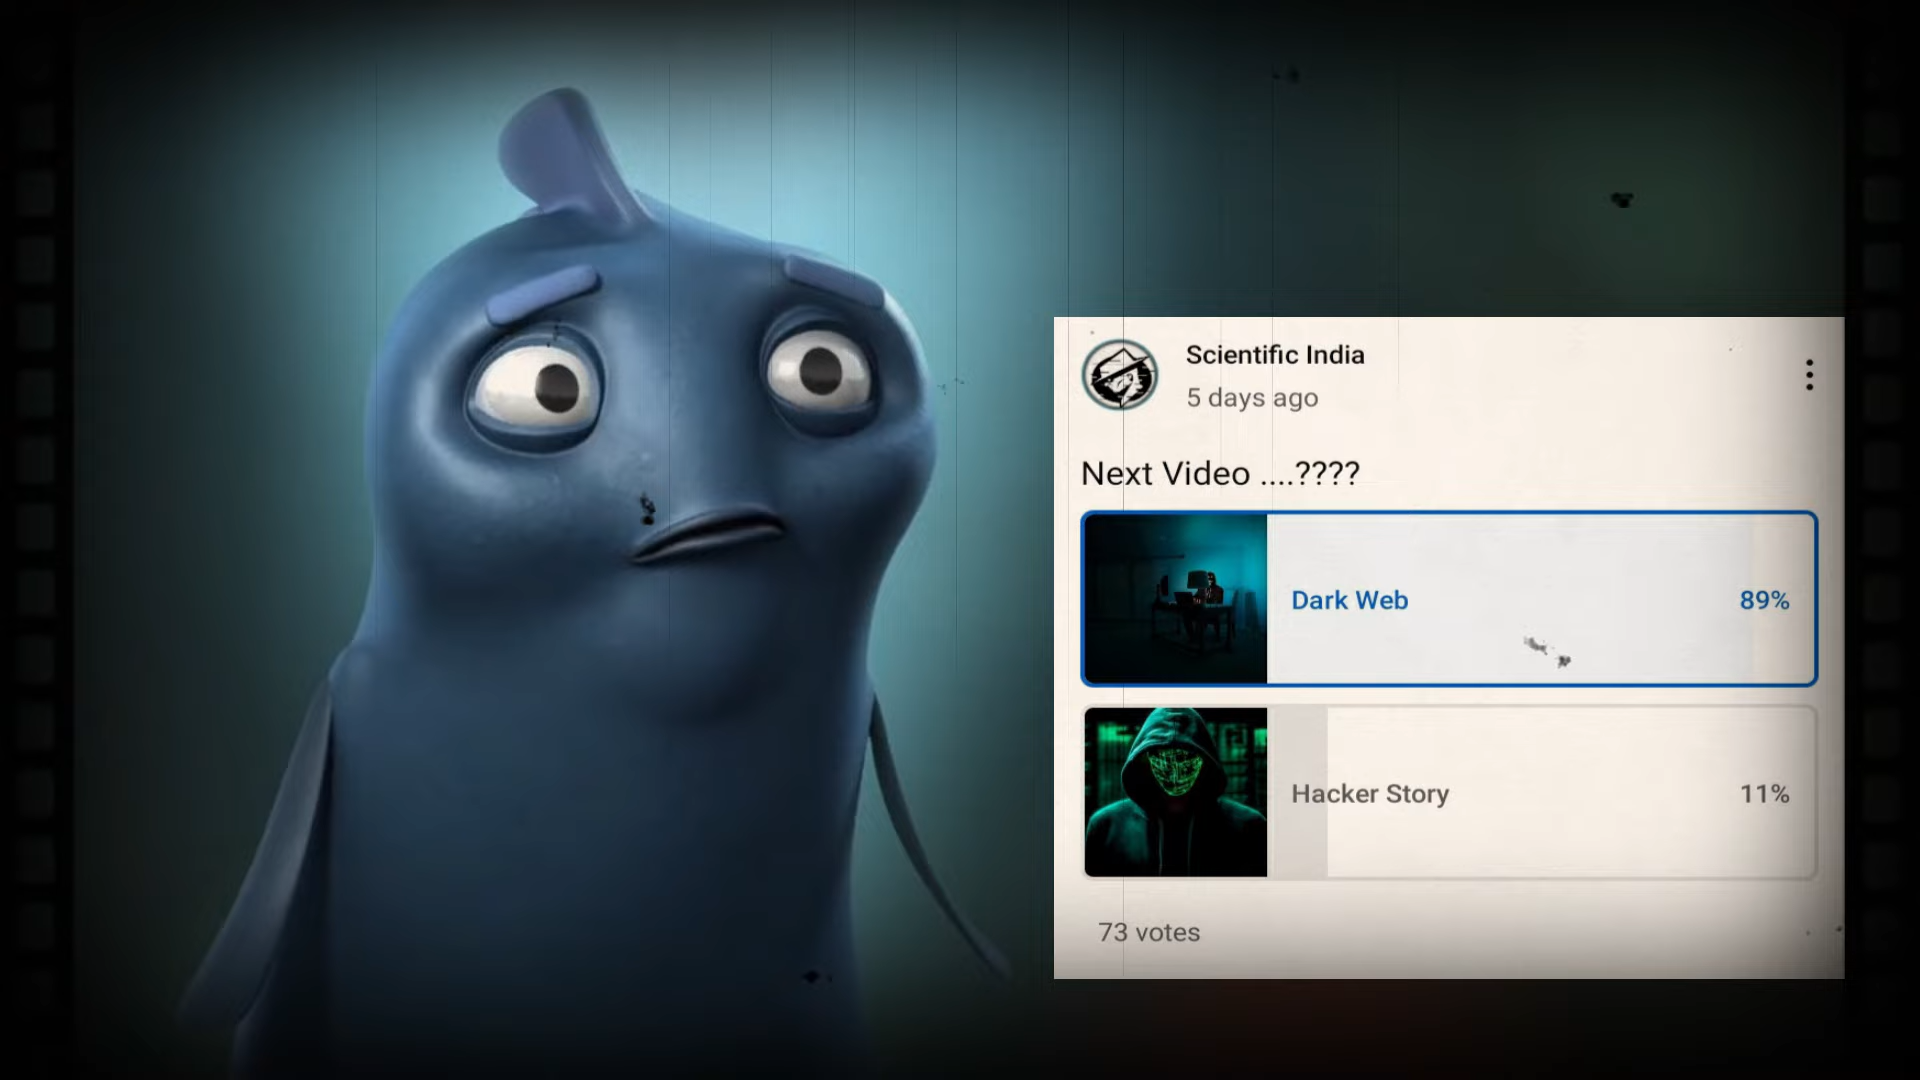 Scientific India
5 days ago
Next Video ....????
Dark Web 89%
Hacker Story 11%
73 votes